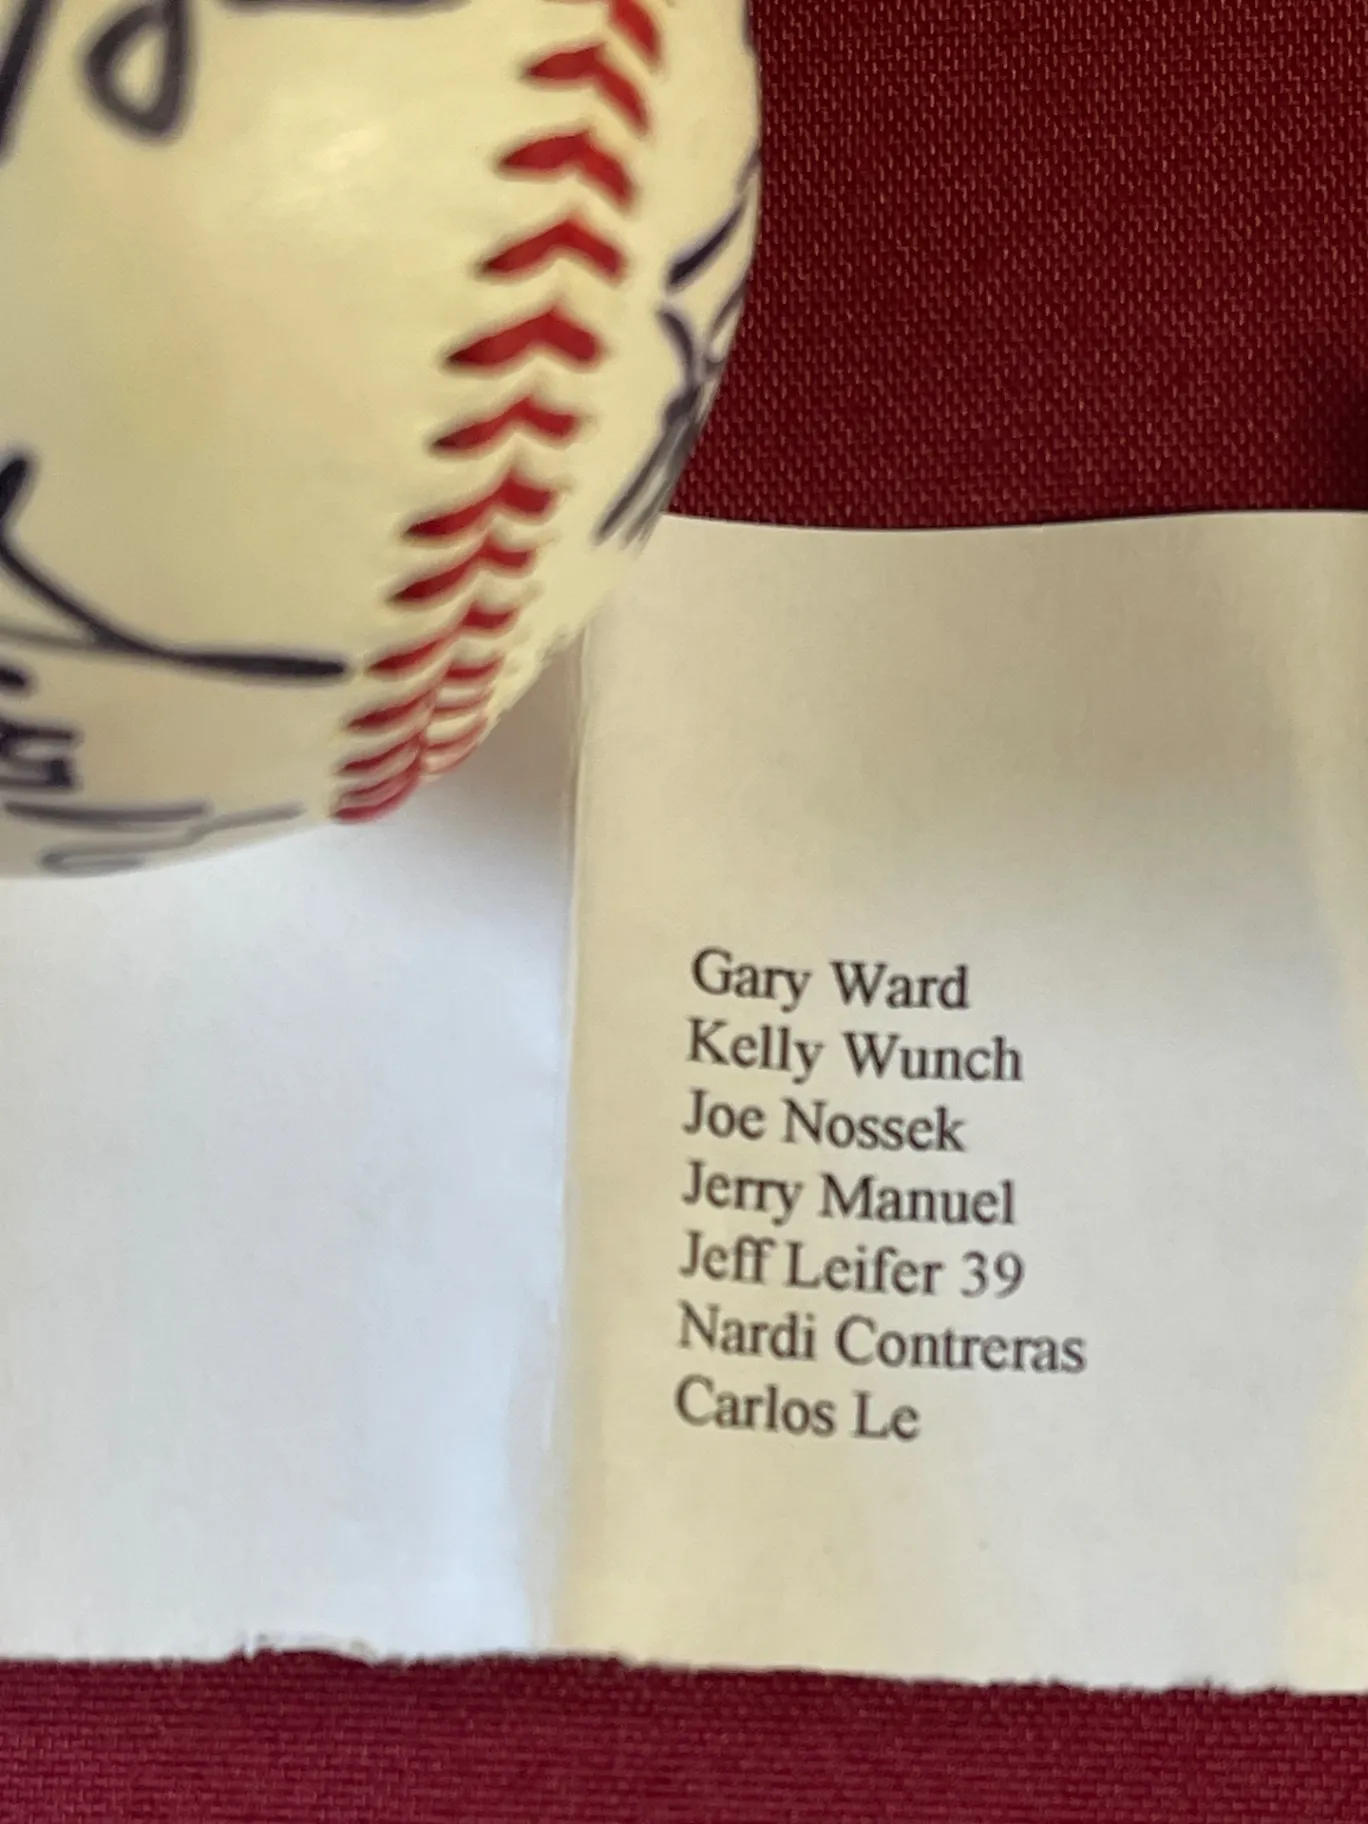 Gary Ward
Kelly Wunch
Joe Nossek
Jerry Manuel
Jeff Leifer 39
Nardi Contreras
Carlos Le